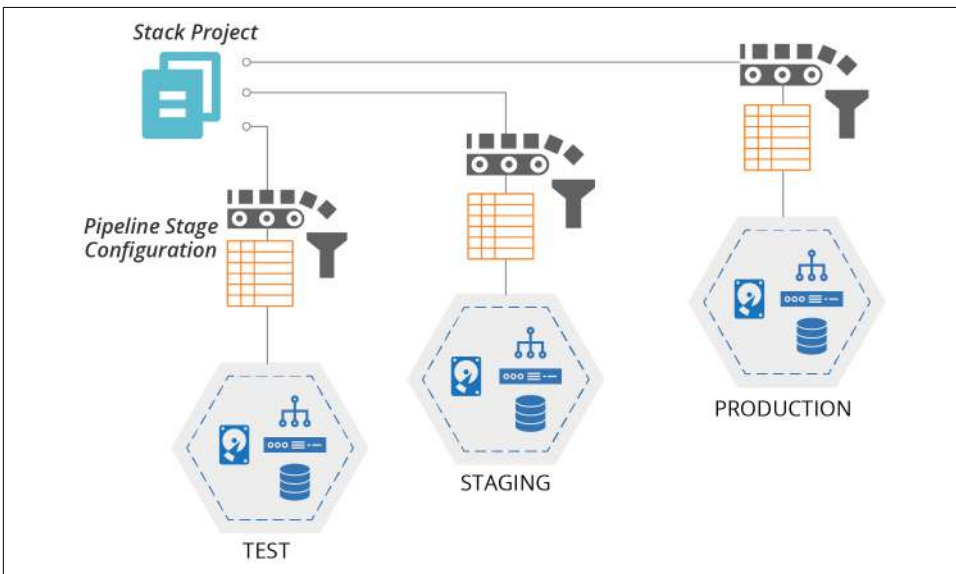 Stack Project
Pipeline Stage
Configuration
PRODUCTION
STAGING
TEST